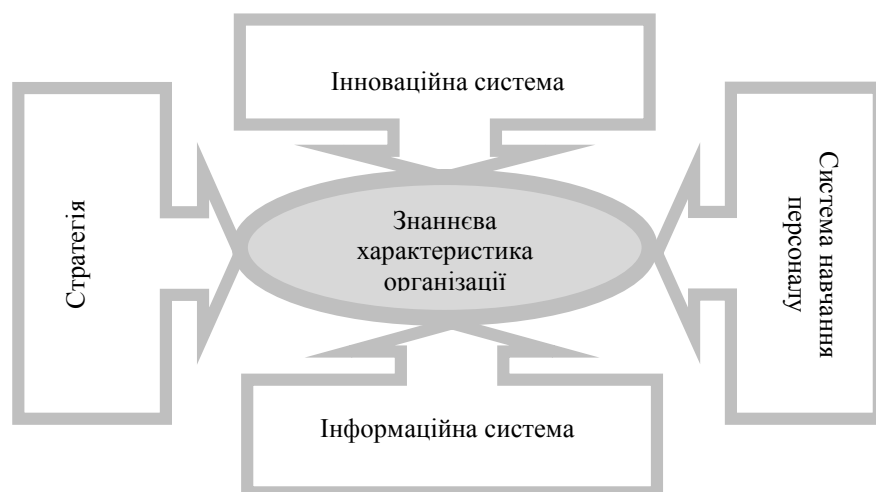 Інноваційна система
Стратегія
Знаннєва
характеристика
організації
Система навчання
персоналу
Інформаційна система